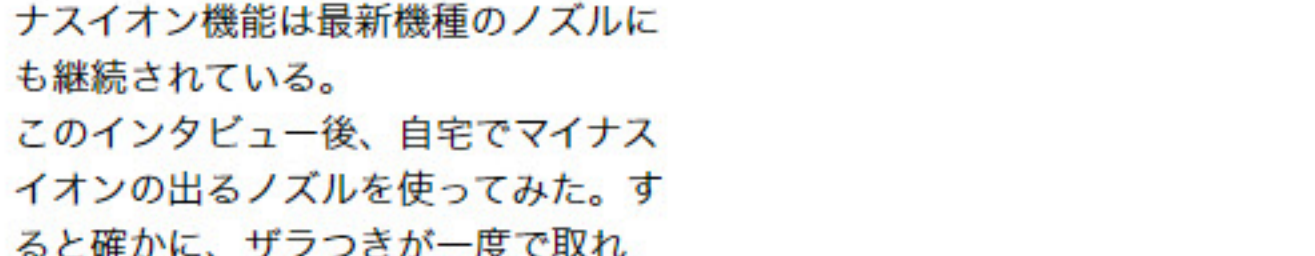 ナスイオン機能は最新機種のノズルに
も継続されている。
このインタビュー後、自宅でマイナス
イオンの出るノズルを使ってみた。す
ると確かに、ザラつきが一度で取れ